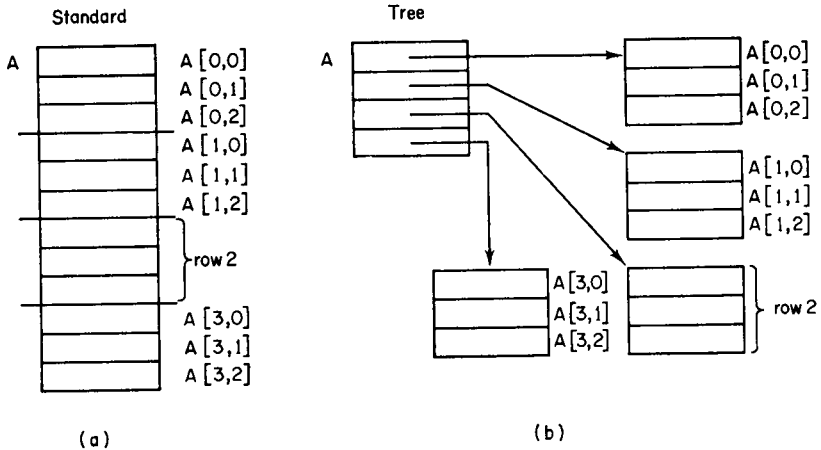 Standard
A
A[0,0]
A[0,1]
A[0,2]
A[1,0]
A[1,1]
A[1,2]
row 2
A[3,0]
A[3,1]
A[3,2]
(a)
Tree
A
A[0,0]
A[0,1]
A[0,2]
A[1,0]
A[1,1]
A[1,2]
A[3,0]
A[3,1]
A[3,2]
row 2
(b)